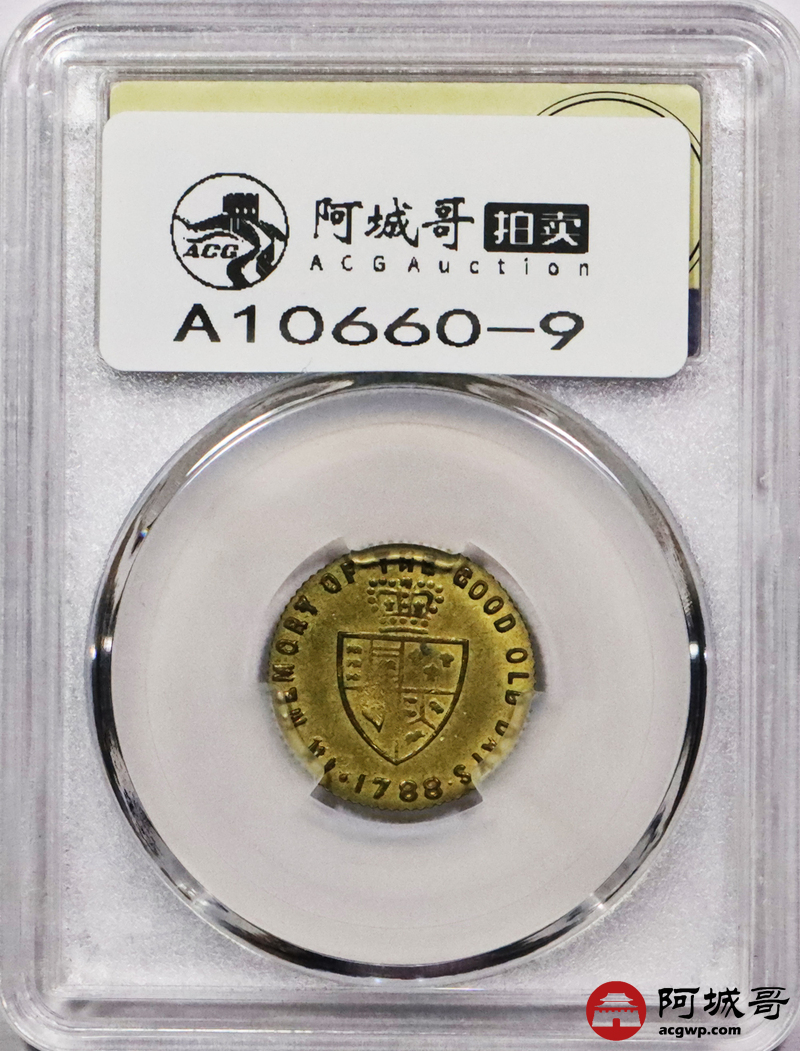 ACG
阿城哥 拍卖
ACGAuction
A10660-9
IN MEMORY OF THE GOOD OLD DAYS
·1788·
阿城哥
acgwp.com